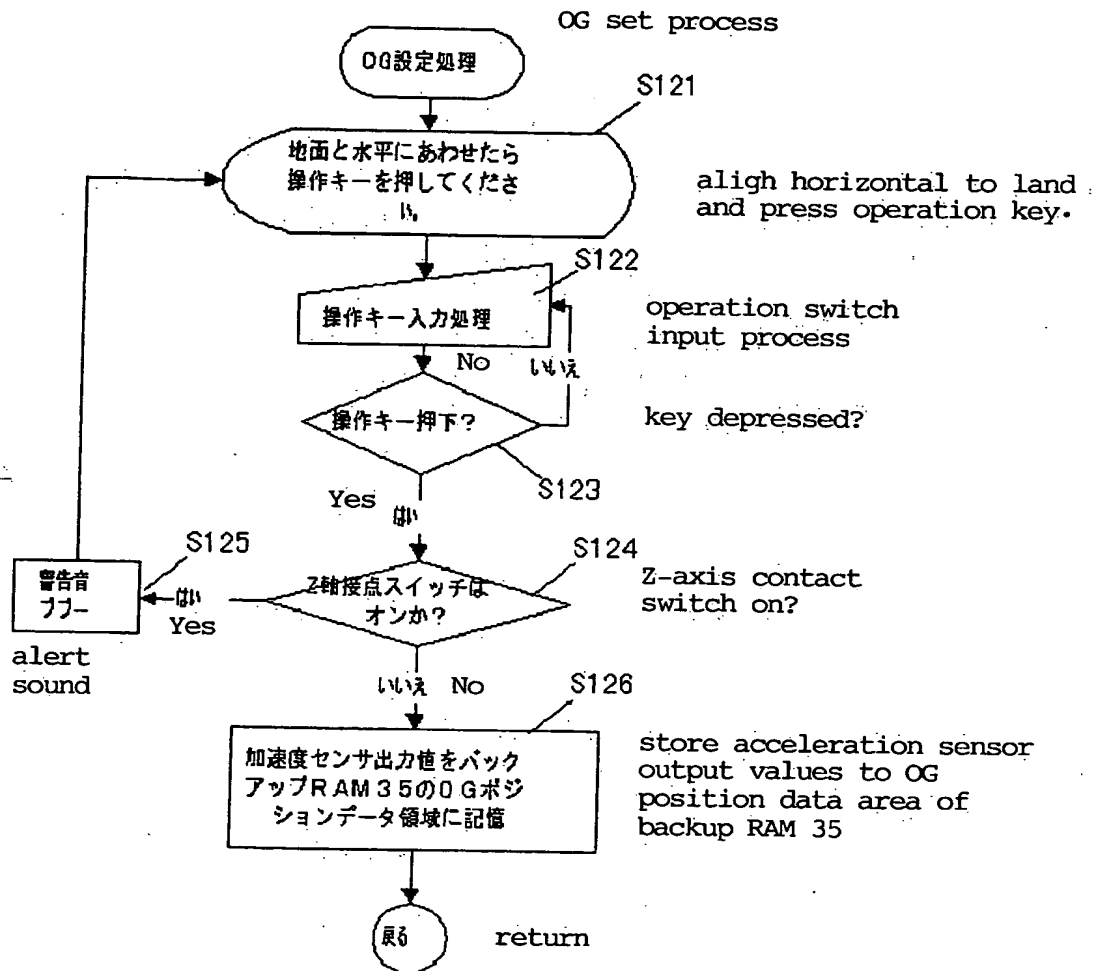 OG set process
0G設定処理
S121
地面と水平にあわせたら
操作キーを押してくださ
い。
aligh horizontal to land
and press operation key.
S122
操作キー入力処理
operation switch
input process
No
いいえ
操作キー押下?
key depressed?
S123
Yes
はい
S125
警告音
ブブー
alert
sound
はい
Yes
S124
Z軸接点スイッチは
オンか?
Z-axis contact
switch on?
いいえ
No
S126
加速度センサ出力値をバック
アップRAM35の0Gポジ
ションデータ領域に記憶
store acceleration sensor
output values to OG
position data area of
backup RAM 35
戻る
return